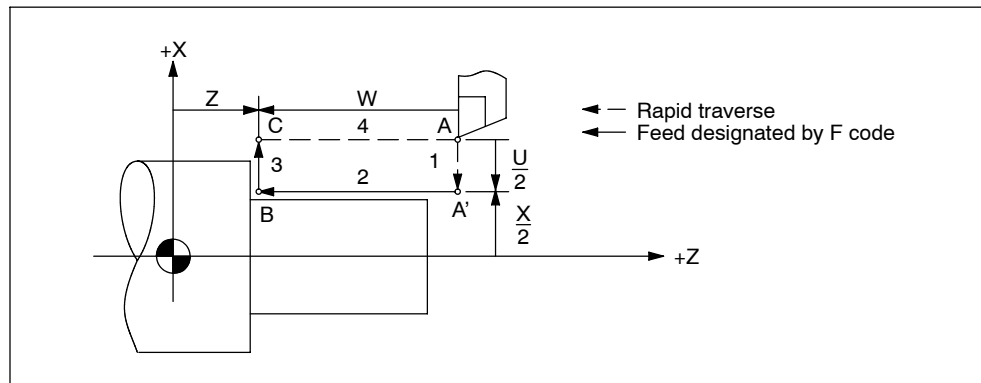 +X
Z
W
C
4
A
Rapid traverse
Feed designated by F code
3
1
U
2
2
B
A'
X
2
+Z